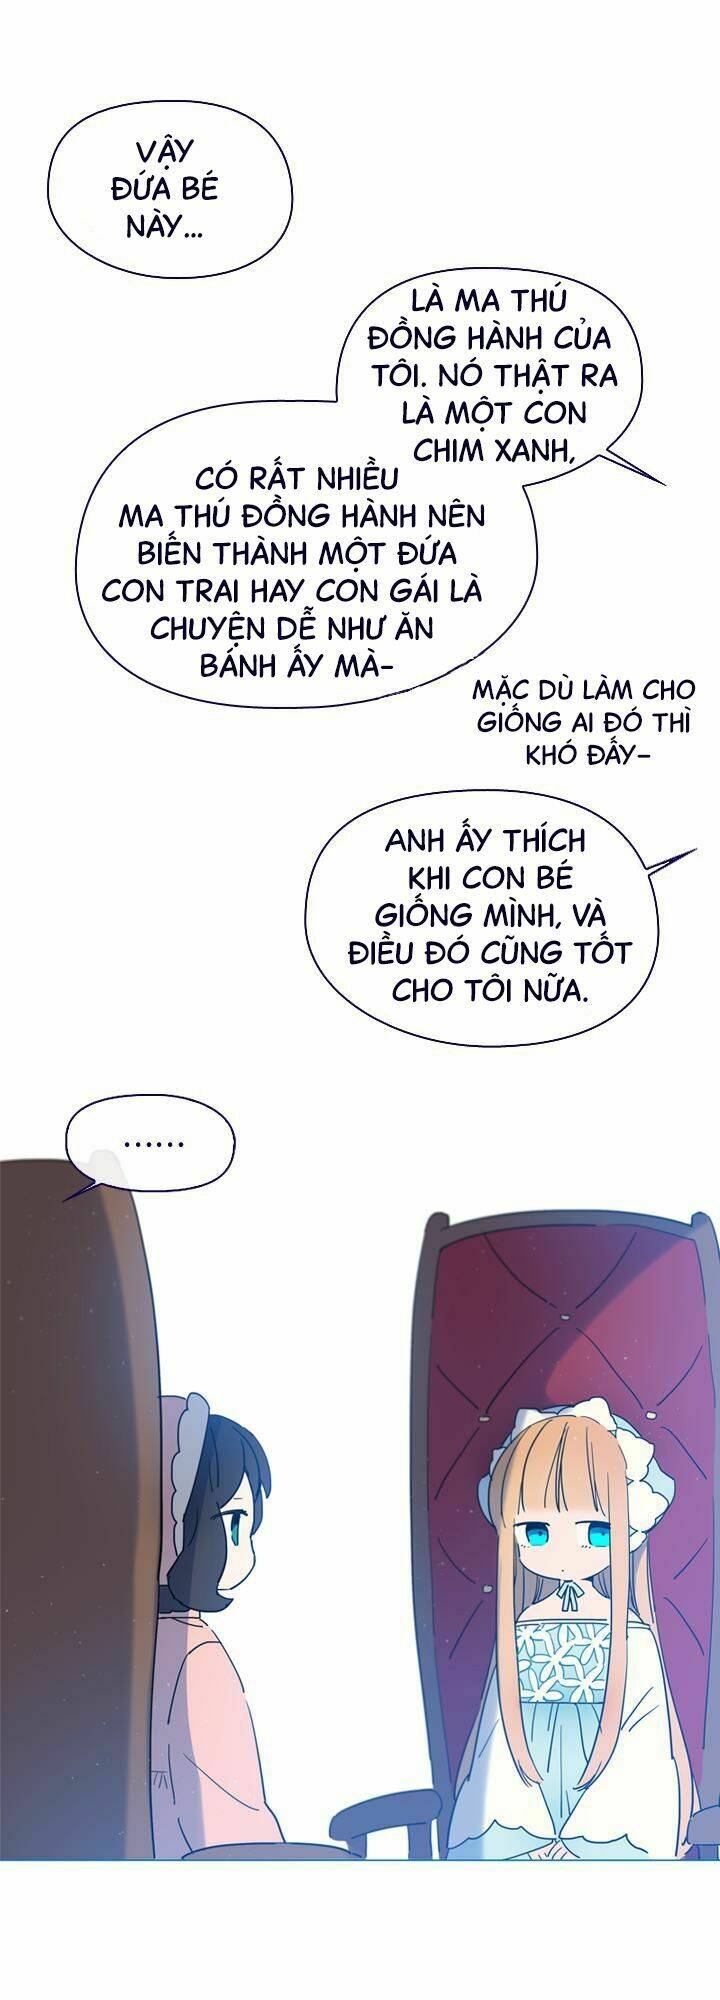 VẬY
ĐỨA BÉ
NÀY...
LÀ MA THÚ
ĐỒNG HÀNH CỦA
TÔI. NÓ THẬT RA
LÀ MỘT CON
CHIM XANH,
CÓ RẤT NHIỀU
MA THÚ ĐỒNG HÀNH NÊN
BIẾN THÀNH MỘT ĐỨA
CON TRAI HAY CON GÁI LÀ
CHUYỆN DỄ NHƯ ĂN
BÁNH ẤY MÀ-
MẶC DÙ LÀM CHO
GIỐNG AI ĐÓ THÌ
KHÓ ĐẤY-
ANH ẤY THÍCH
KHI CON BÉ
GIỐNG MÌNH, VÀ
ĐIỀU ĐÓ CŨNG TỐT
CHO TÔI NỮA.
......